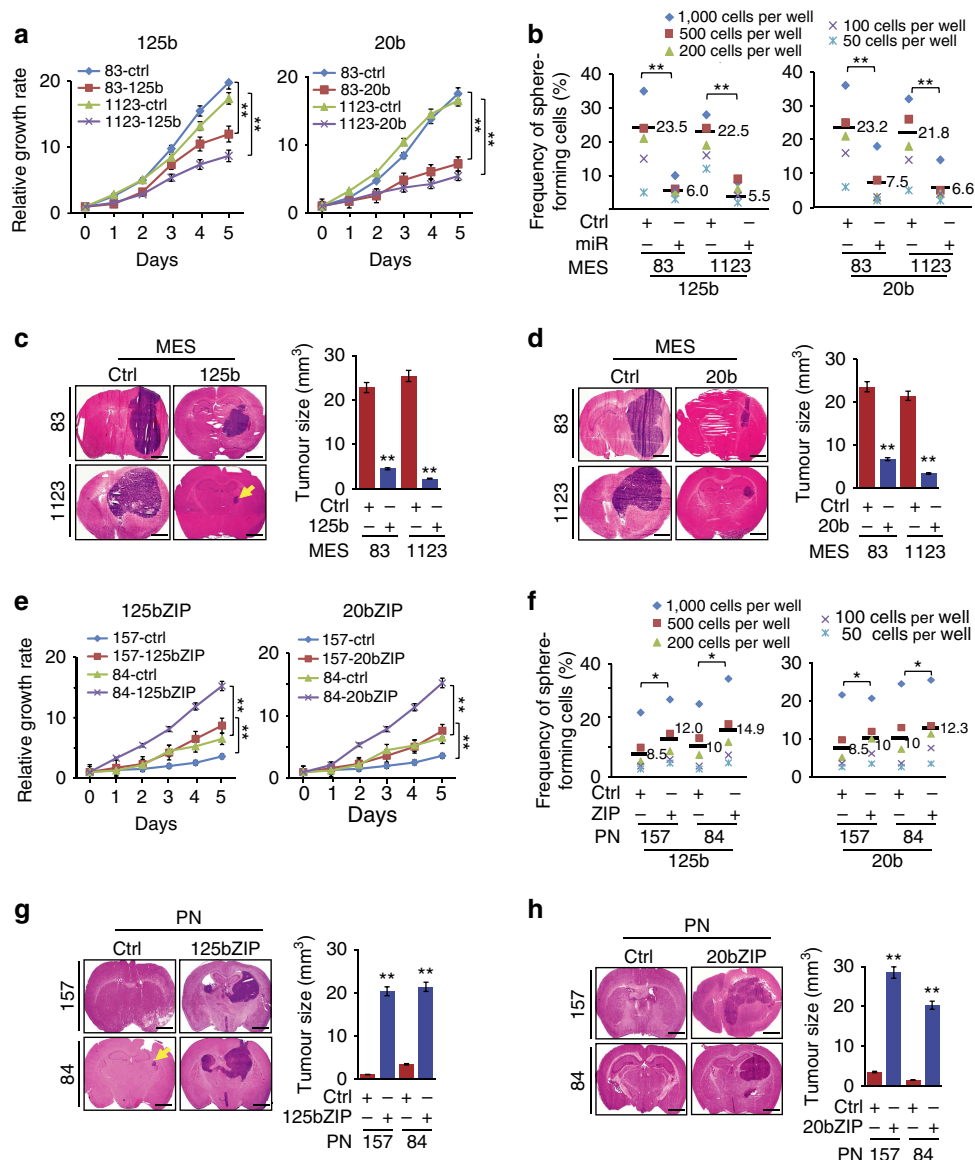 a
125b
20b
Relative growth rate
20
10
0
83-ctrl
83-125b
1123-ctrl
1123-125b
**
**
0 1 2 3 4 5
Days
20
10
0
83-ctrl
83-20b
1123-ctrl
1123-20b
**
**
0 1 2 3 4 5
Days
b
1,000 cells per well
500 cells per well
200 cells per well
100 cells per well
50 cells per well
Frequency of sphere-
forming cells (%)
40
30
20
10
0
**
**
23.5
6.0
22.5
5.5
40
30
20
10
0
**
**
23.2
7.5
21.8
6.6
Ctrl + − + − + − + −
miR − + − + − + − +
MES 83 1123 83 1123
125b 20b
c
MES
Ctrl 125b
83
1123
Tumour size (mm3)
30
20
10
0
**
**
Ctrl + − + −
125b − + − +
MES 83 1123
d
MES
Ctrl 20b
83
1123
Tumour size (mm3)
30
20
10
0
**
**
Ctrl + − + −
20b − + − +
MES 83 1123
e
125bZIP
20bZIP
Relative growth rate
20
10
0
157-ctrl
157-125bZIP
84-ctrl
84-125bZIP
**
**
0 1 2 3 4 5
Days
20
10
0
157-ctrl
157-20bZIP
84-ctrl
84-20bZIP
**
**
0 1 2 3 4 5
Days
f
1,000 cells per well
500 cells per well
200 cells per well
100 cells per well
50 cells per well
Frequency of sphere-
forming cells (%)
40
30
20
10
0
*
*
8.5
12.0
10
14.9
30
20
10
0
*
*
8.5
10
10
12.3
Ctrl + − + − + − + −
ZIP − + − + − + − +
PN 157 84 157 84
125b 20b
g
PN
Ctrl 125bZIP
157
84
Tumour size (mm3)
30
20
10
0
**
**
Ctrl + − + −
125bZIP − + − +
PN 157 84
h
PN
Ctrl 20bZIP
157
84
Tumour size (mm3)
30
20
10
0
**
**
Ctrl + − + −
20bZIP − + − +
PN 157 84